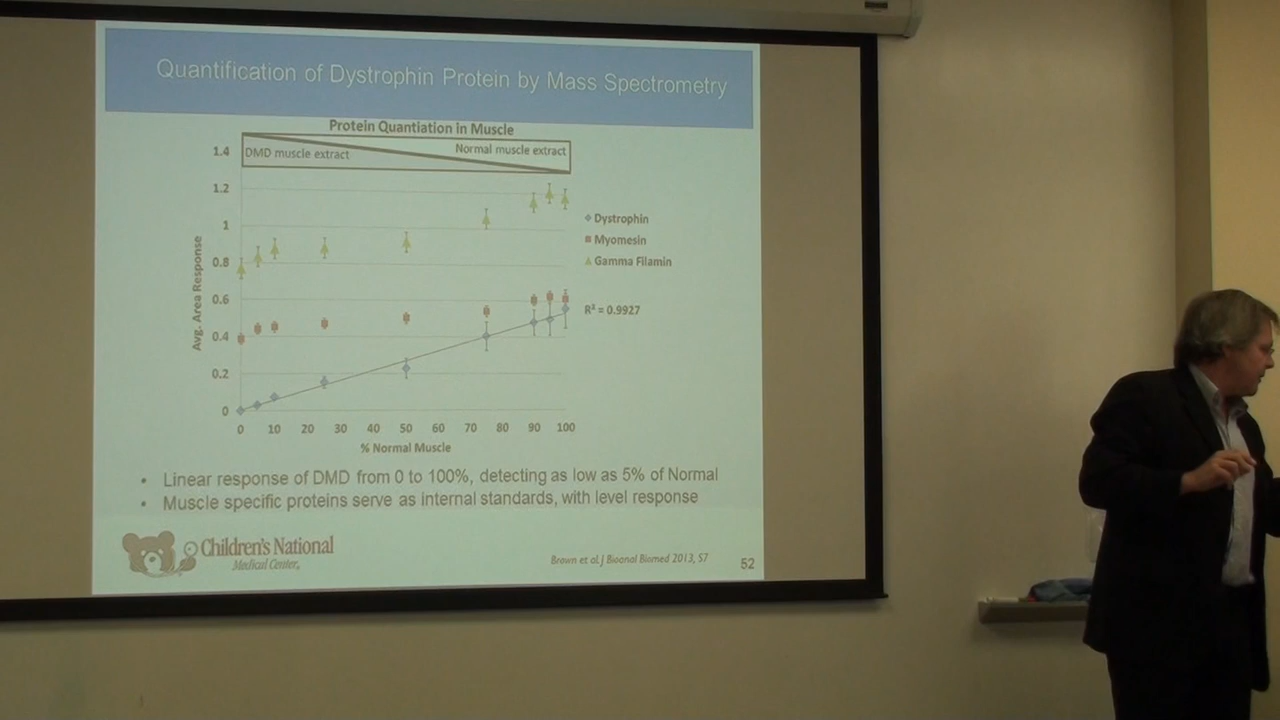 Quantification of Dystrophin Protein by Mass Spectrometry
Protein Quantiation in Muscle
DMD muscle extract
Normal muscle extract
1.4
1.2
1
0.8
0.6
0.4
0.2
0
Avg. Area Response
0 10 20 30 40 50 60 70 80 90 100
% Normal Muscle
Dystrophin
Myomesin
Gamma Filamin
R² = 0.9927
• Linear response of DMD from 0 to 100%, detecting as low as 5% of Normal
• Muscle specific proteins serve as internal standards, with level response
Children's National
Medical Center®
Brown et al. J Bioanal Biomed 2013, S7
52